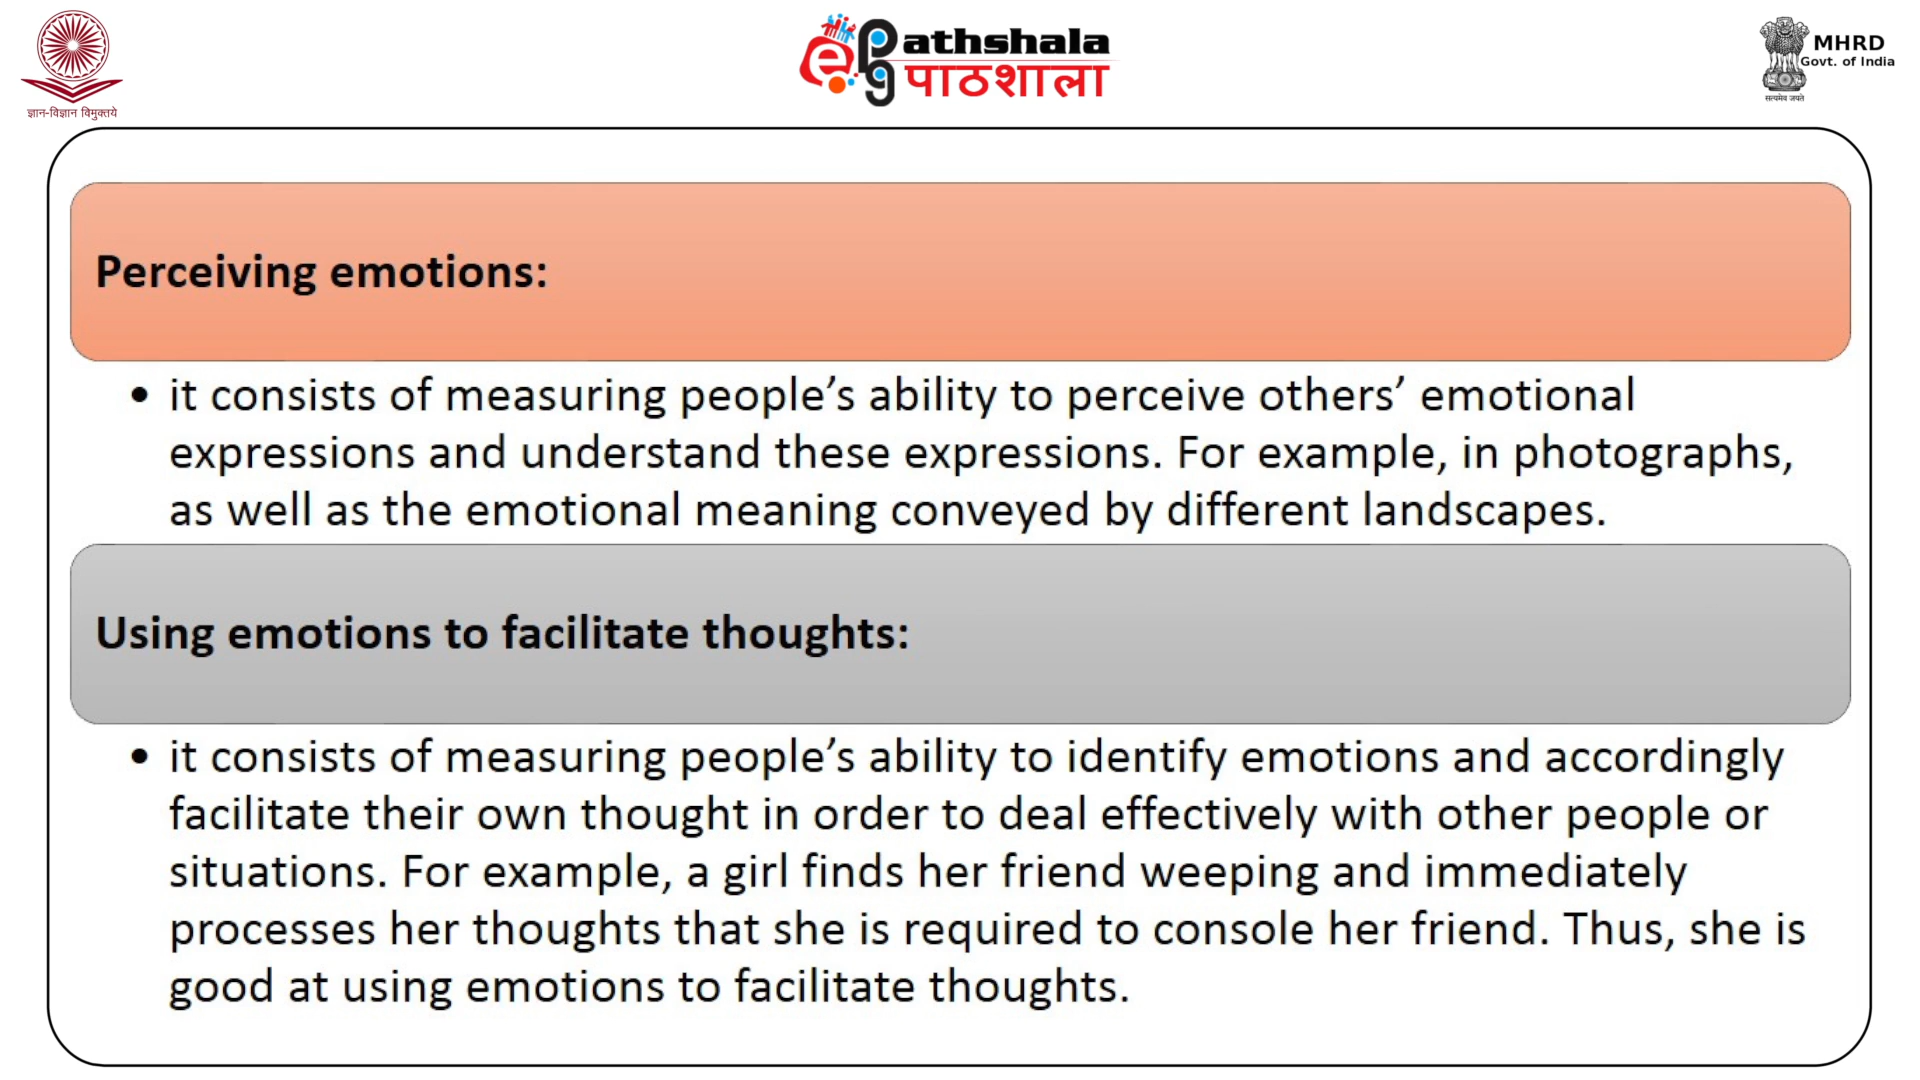 ज्ञान-विज्ञान विमुक्तये
e
pg
athshala
पाठशाला
MHRD
Govt. of India
सत्यमेव जयते
Perceiving emotions:
• it consists of measuring people’s ability to perceive others’ emotional
expressions and understand these expressions. For example, in photographs,
as well as the emotional meaning conveyed by different landscapes.
Using emotions to facilitate thoughts:
• it consists of measuring people’s ability to identify emotions and accordingly
facilitate their own thought in order to deal effectively with other people or
situations. For example, a girl finds her friend weeping and immediately
processes her thoughts that she is required to console her friend. Thus, she is
good at using emotions to facilitate thoughts.